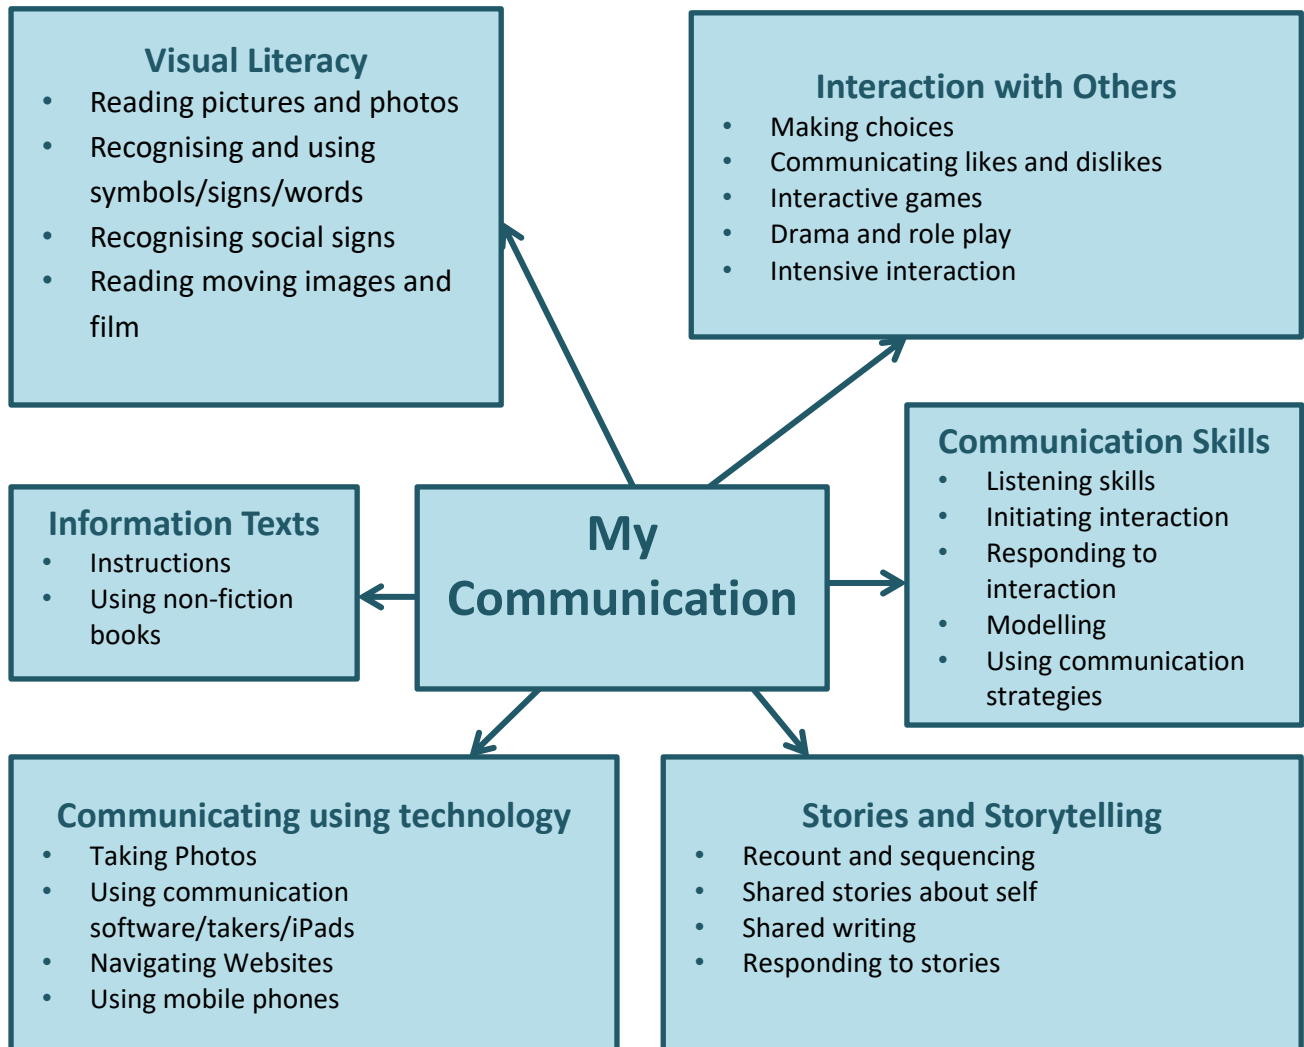 Visual Literacy
• Reading pictures and photos
• Recognising and using
symbols/signs/words
• Recognising social signs
• Reading moving images and
film
Interaction with Others
• Making choices
• Communicating likes and dislikes
• Interactive games
• Drama and role play
• Intensive interaction
Information Texts
• Instructions
• Using non-fiction
books
My
Communication
Communication Skills
• Listening skills
• Initiating interaction
• Responding to
interaction
• Modelling
• Using communication
strategies
Communicating using technology
• Taking Photos
• Using communication
software/takers/iPads
• Navigating Websites
• Using mobile phones
Stories and Storytelling
• Recount and sequencing
• Shared stories about self
• Shared writing
• Responding to stories